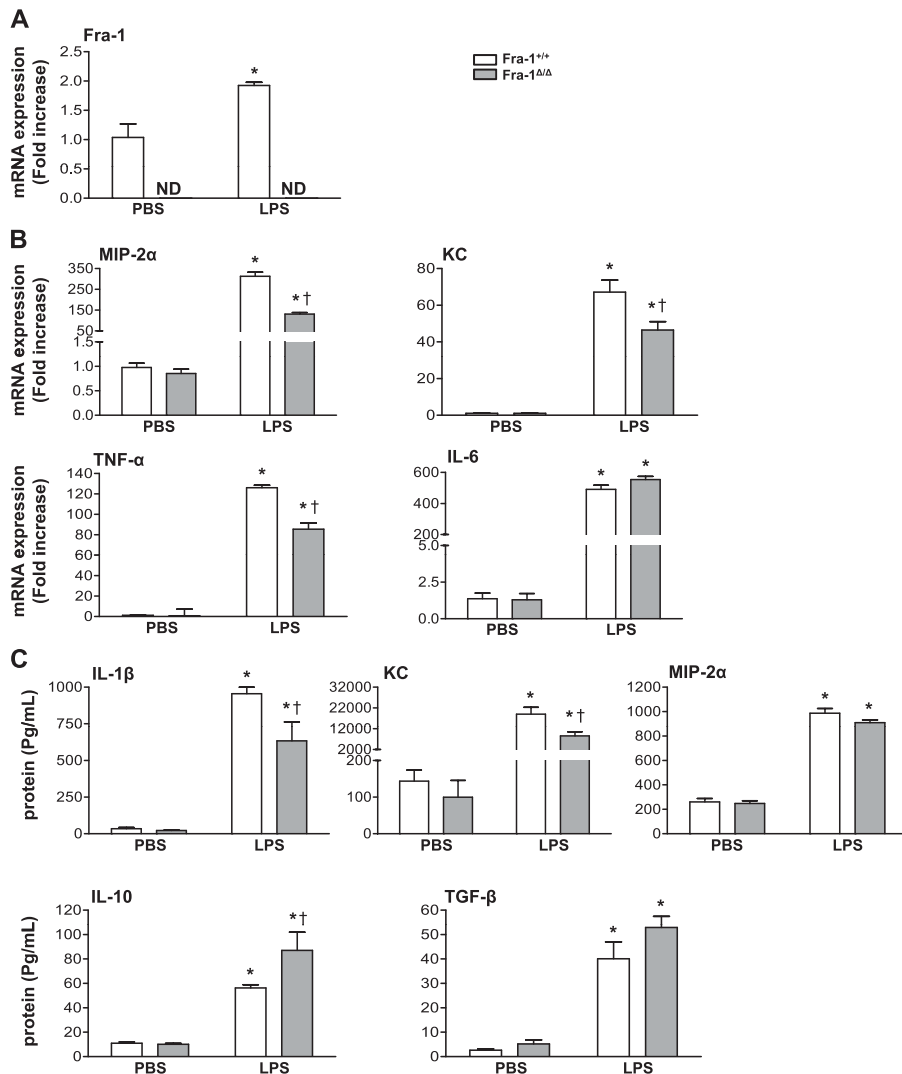 A
Fra-1
Fra-1+/+
Fra-1Δ/Δ
mRNA expression
(Fold increase)
2.5
2.0
1.5
1.0
0.5
0.0
*
ND
ND
PBS
LPS
B
MIP-2α
mRNA expression
(Fold increase)
350
250
150
50
1.5
1.0
0.5
0.0
*
*†
PBS
LPS
KC
80
60
40
20
0
*
*†
PBS
LPS
TNF-α
mRNA expression
(Fold increase)
140
120
100
80
60
40
20
0
*
*†
PBS
LPS
IL-6
600
400
200
5.0
2.5
0.0
*
*
PBS
LPS
C
IL-1β
protein (Pg/mL)
1000
750
500
250
0
*
*†
PBS
LPS
KC
32000
22000
12000
2000
200
100
0
*
*†
PBS
LPS
MIP-2α
1200
1000
800
600
400
200
0
*
*
PBS
LPS
IL-10
protein (Pg/mL)
120
100
80
60
40
20
0
*
*†
PBS
LPS
TGF-β
60
50
40
30
20
10
0
*
*
PBS
LPS